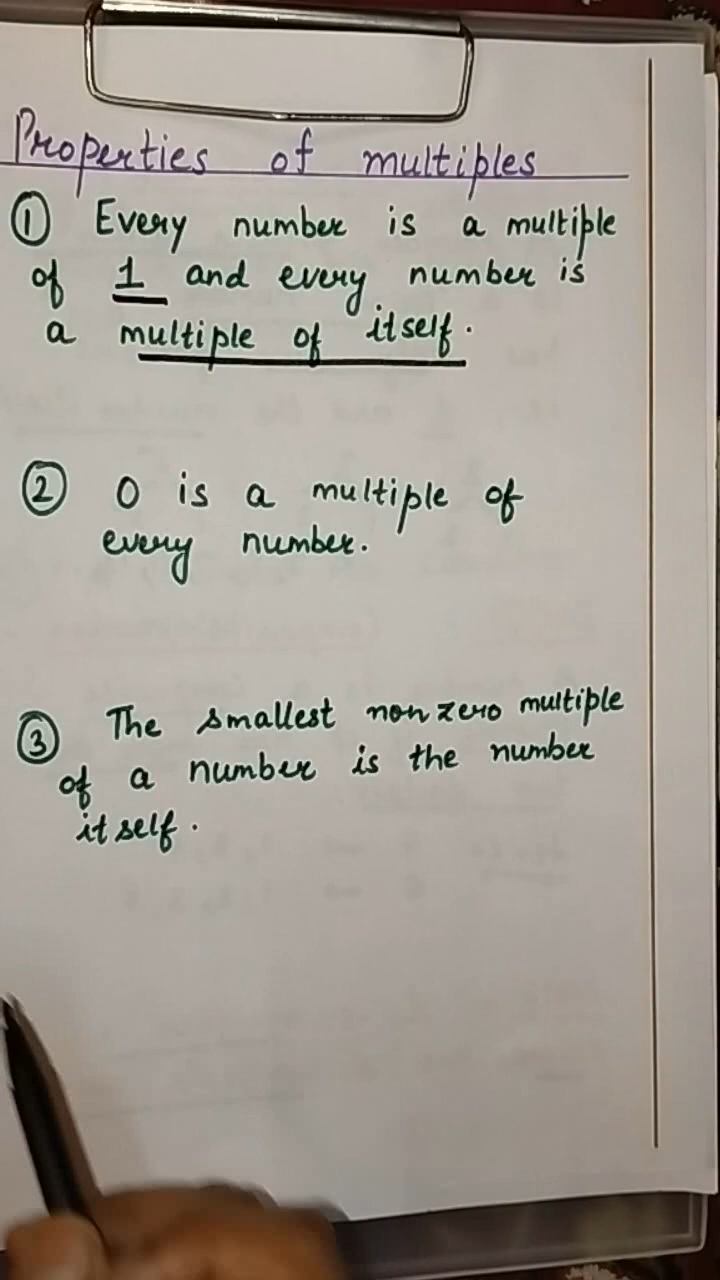 Properties of multiples
① Every number is a multiple
of 1 and every number is
a multiple of itself.
② 0 is a multiple of
every number.
③ The smallest non zero multiple
of a number is the number
itself.